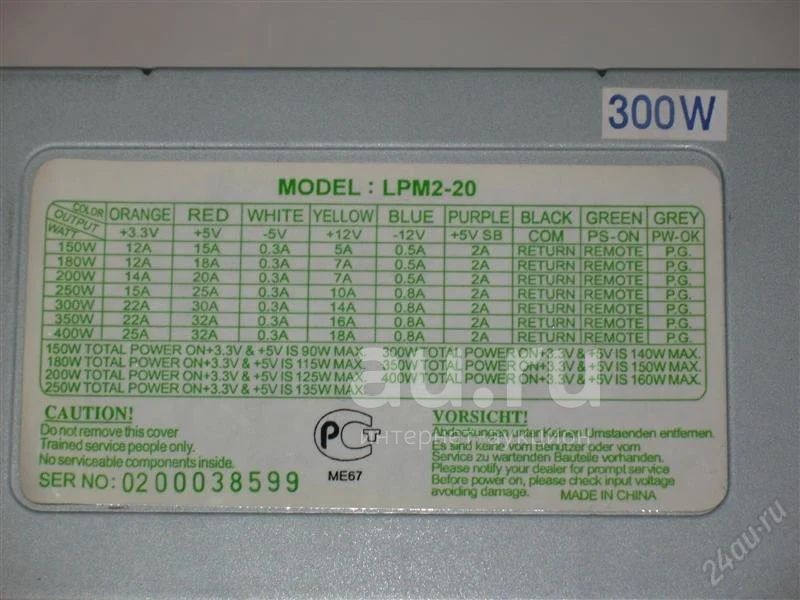 300W
MODEL : LPM2-20
COLOR ORANGE RED WHITE YELLOW BLUE PURPLE BLACK GREEN GREY
OUTPUT WATT +3.3V +5V -5V +12V -12V +5V SB COM PS-ON PW-OK
150W 12A 15A 0.3A 5A 0.5A 2A RETURN REMOTE P.G.
180W 12A 18A 0.3A 7A 0.5A 2A RETURN REMOTE P.G.
200W 14A 20A 0.3A 7A 0.5A 2A RETURN REMOTE P.G.
250W 15A 25A 0.3A 10A 0.8A 2A RETURN REMOTE P.G.
300W 22A 30A 0.3A 14A 0.8A 2A RETURN REMOTE P.G.
350W 22A 32A 0.3A 16A 0.8A 2A RETURN REMOTE P.G.
400W 25A 32A 0.3A 18A 0.8A 2A RETURN REMOTE P.G.
150W TOTAL POWER ON+3.3V & +5V IS 90W MAX.
180W TOTAL POWER ON+3.3V & +5V IS 115W MAX.
200W TOTAL POWER ON+3.3V & +5V IS 125W MAX.
250W TOTAL POWER ON+3.3V & +5V IS 135W MAX.
300W TOTAL POWER ON+3.3V & +5V IS 140W MAX.
350W TOTAL POWER ON+3.3V & +5V IS 150W MAX.
400W TOTAL POWER ON+3.3V & +5V IS 160W MAX.
au.ru
интернет-аукцион
CAUTION!
Do not remove this cover
Trained service people only.
No serviceable components inside.
SER NO: 0200038599
РСТ
ME67
VORSICHT!
Abdeckungen unter Keinen Umstaenden entfernen.
Es sind keine vom benutzer oder vom
Service zu wartenden Bauteile vorhanden.
Please notify your dealer for prompt service
Before power on, please check input voltage
avoiding damage.
MADE IN CHINA
24au.ru